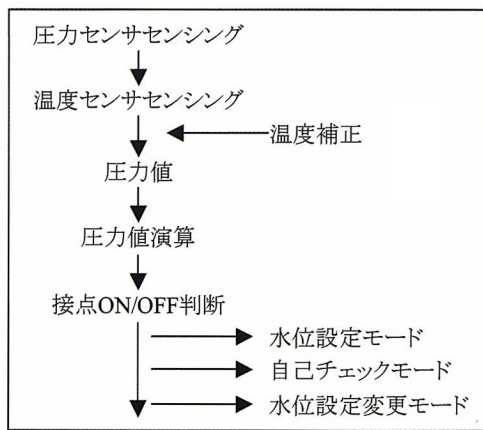 圧力センサセンシング
温度センサセンシング
温度補正
圧力値
圧力値演算
接点ON/OFF判断
水位設定モード
自己チェックモード
水位設定変更モード